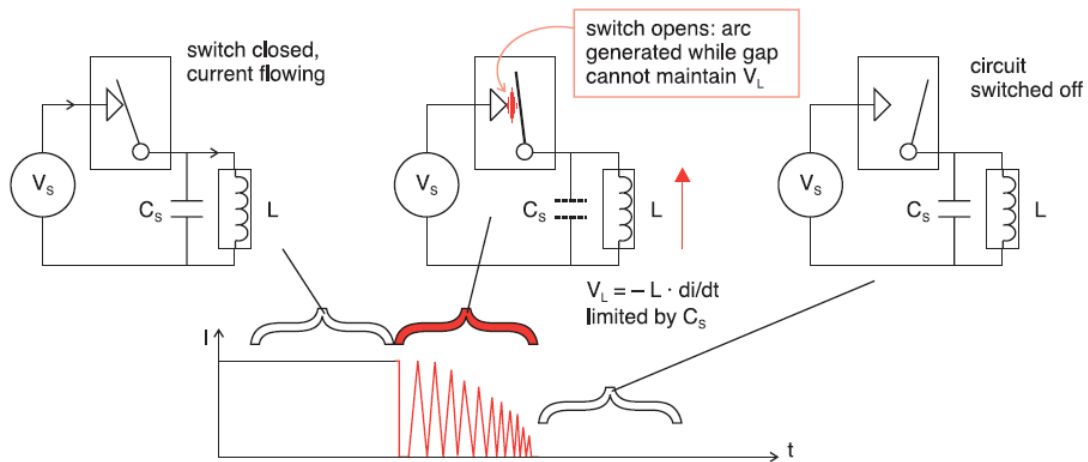 switch closed,
current flowing
V_S
C_S
L
switch opens: arc
generated while gap
cannot maintain V_L
V_S
C_S
L
V_L = – L · di/dt
limited by C_S
circuit
switched off
V_S
C_S
L
I
t